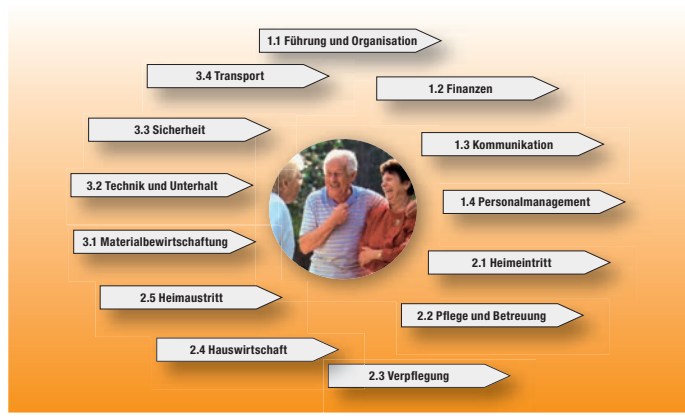 1.1 Führung und Organisation
1.2 Finanzen
1.3 Kommunikation
1.4 Personalmanagement
2.1 Heimeintritt
2.2 Pflege und Betreuung
2.3 Verpflegung
2.4 Hauswirtschaft
2.5 Heimaustritt
3.1 Materialbewirtschaftung
3.2 Technik und Unterhalt
3.3 Sicherheit
3.4 Transport